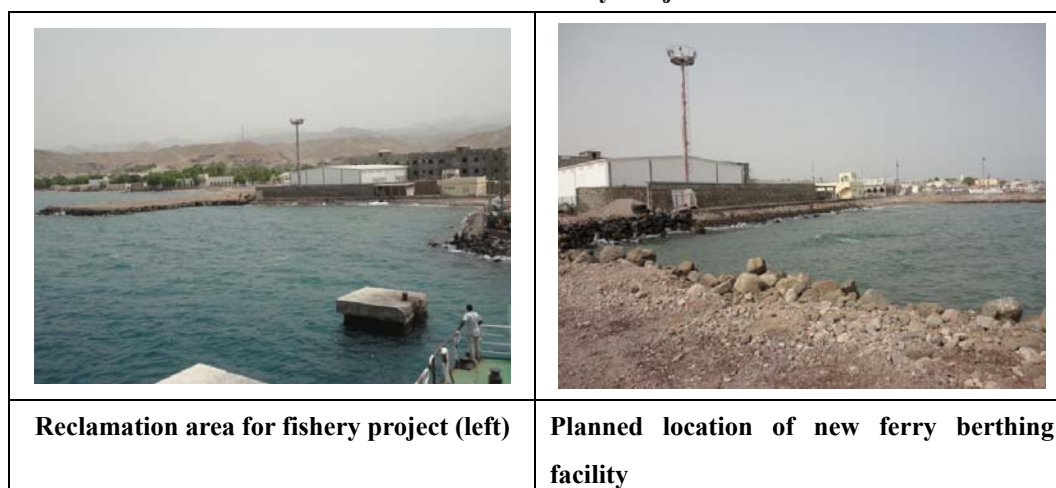 Reclamation area for fishery project (left)
Planned location of new ferry berthing
facility